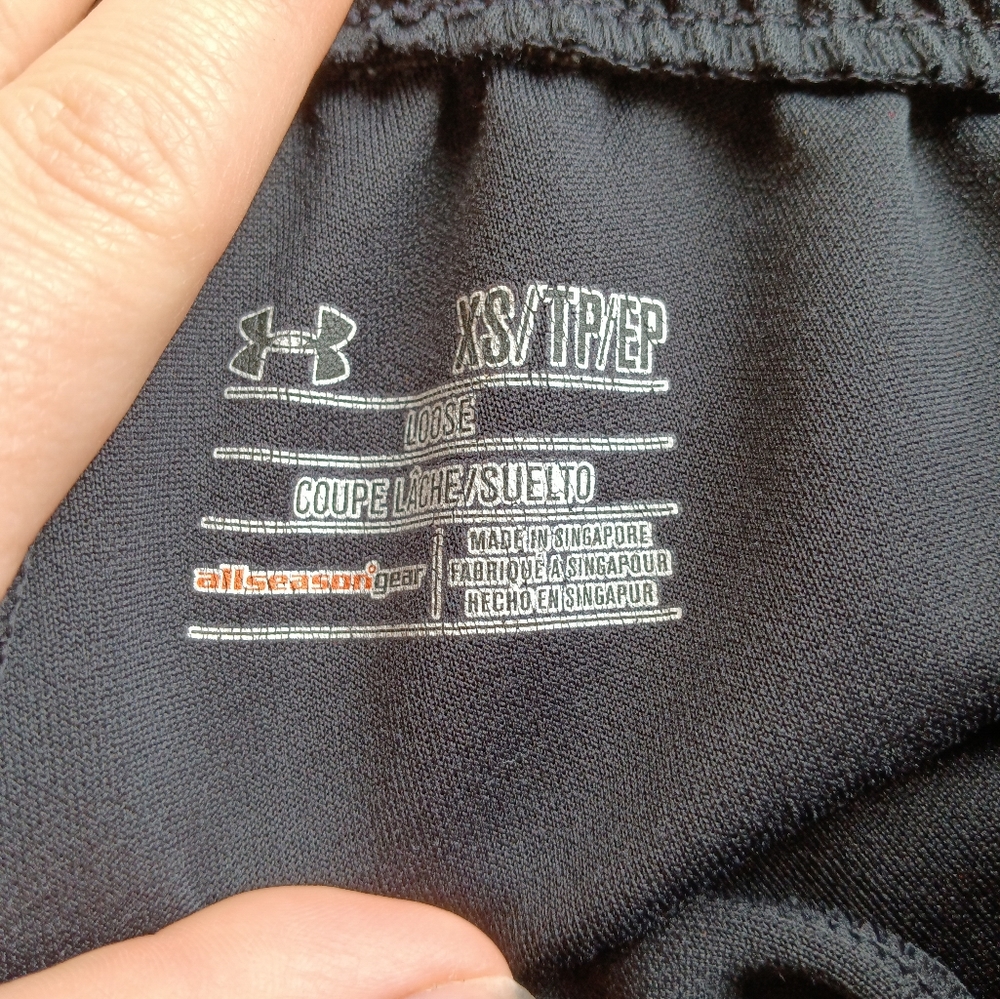 XS/TP/EP
LOOSE
COUPE LÂCHE/SUELTO
allseasongear
MADE IN SINGAPORE
FABRIQUÉ À SINGAPOUR
HECHO EN SINGAPUR